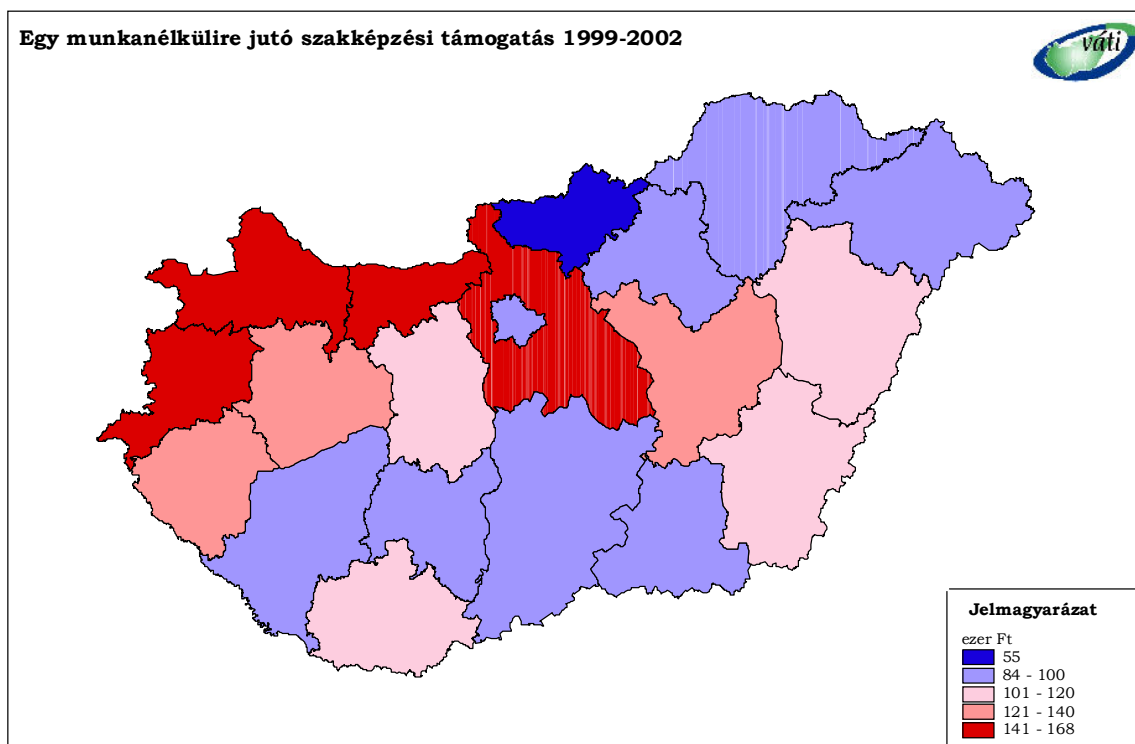 Egy munkanélkülire jutó szakképzési támogatás 1999-2002
váti
Jelmagyarázat
ezer Ft
55
84 - 100
101 - 120
121 - 140
141 - 168